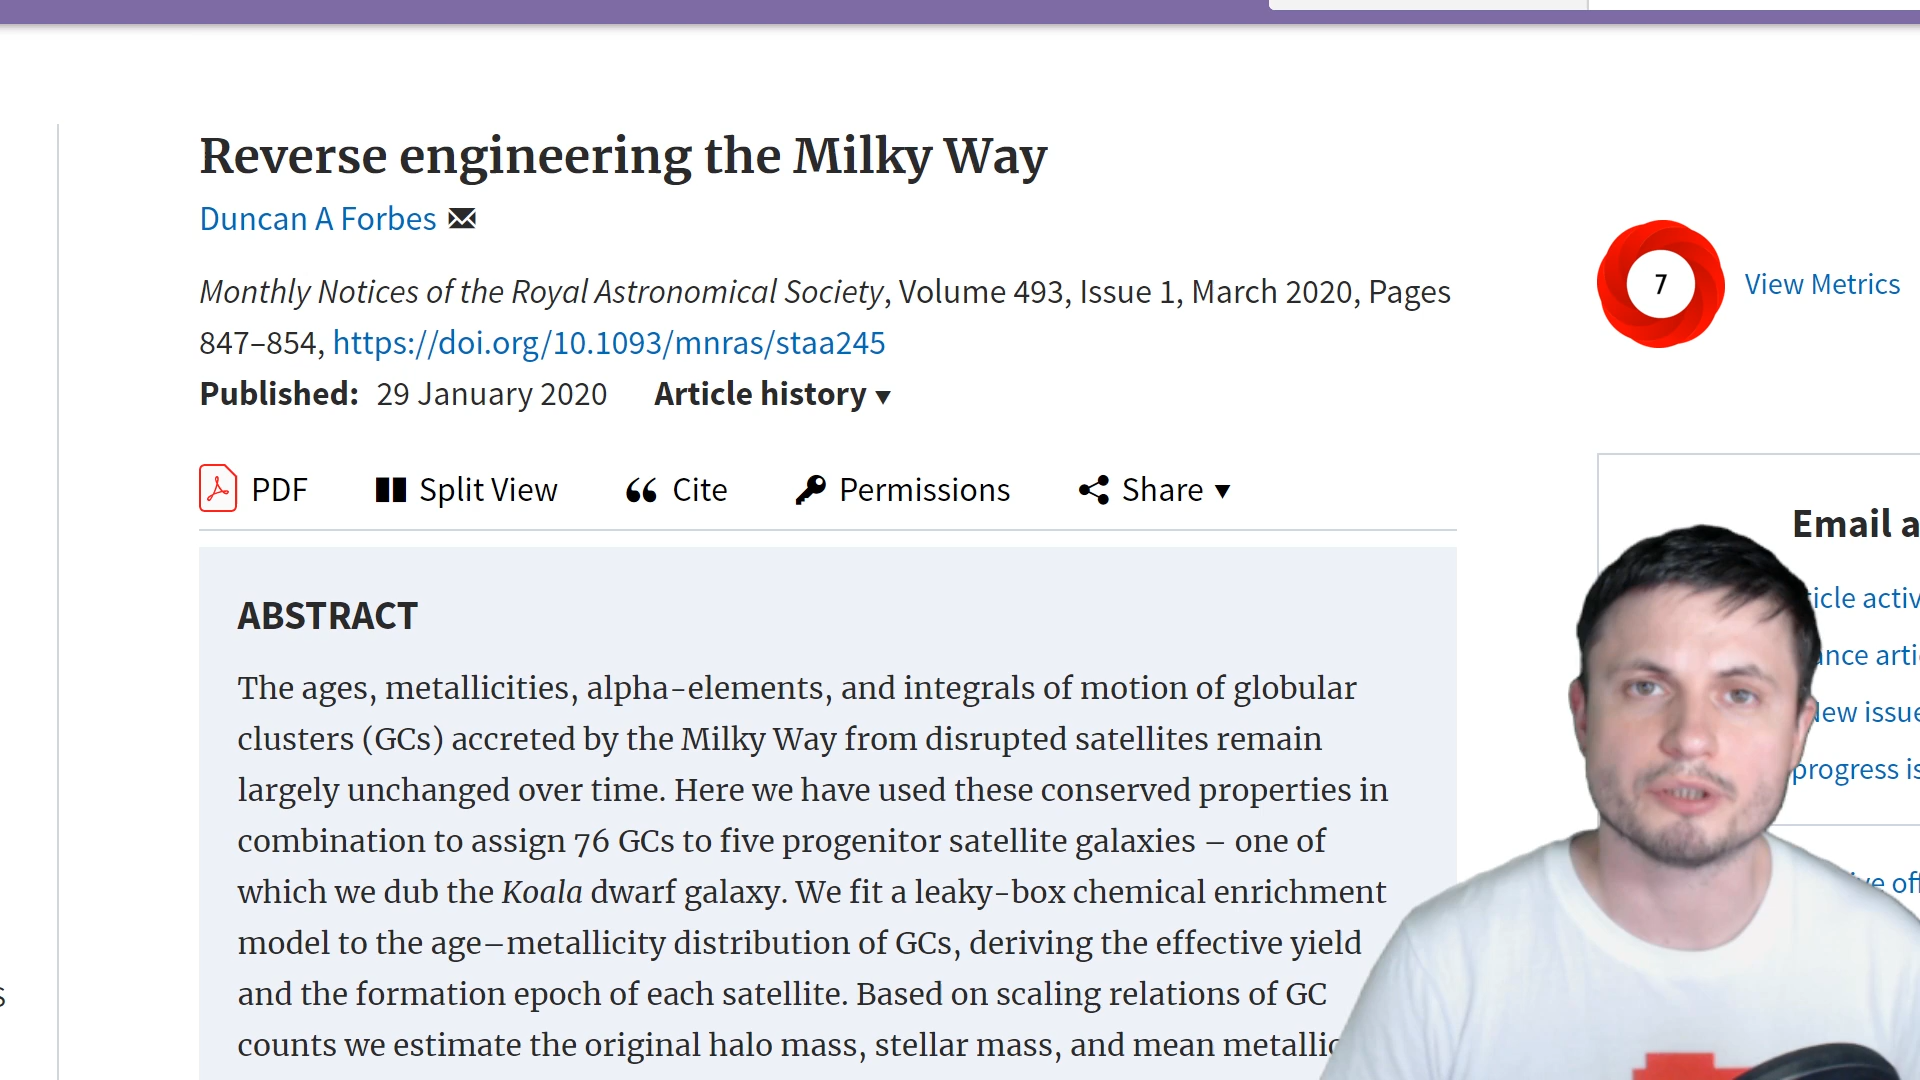 Reverse engineering the Milky Way
Duncan A Forbes
Monthly Notices of the Royal Astronomical Society, Volume 493, Issue 1, March 2020, Pages
847–854, https://doi.org/10.1093/mnras/staa245
Published: 29 January 2020 Article history
7 View Metrics
PDF Split View Cite Permissions Share
Email a
ABSTRACT
The ages, metallicities, alpha-elements, and integrals of motion of globular
clusters (GCs) accreted by the Milky Way from disrupted satellites remain
largely unchanged over time. Here we have used these conserved properties in
combination to assign 76 GCs to five progenitor satellite galaxies – one of
which we dub the Koala dwarf galaxy. We fit a leaky-box chemical enrichment
model to the age–metallicity distribution of GCs, deriving the effective yield
and the formation epoch of each satellite. Based on scaling relations of GC
counts we estimate the original halo mass, stellar mass, and mean metallic
icle activ
ance arti
New issue
progress is
ive off